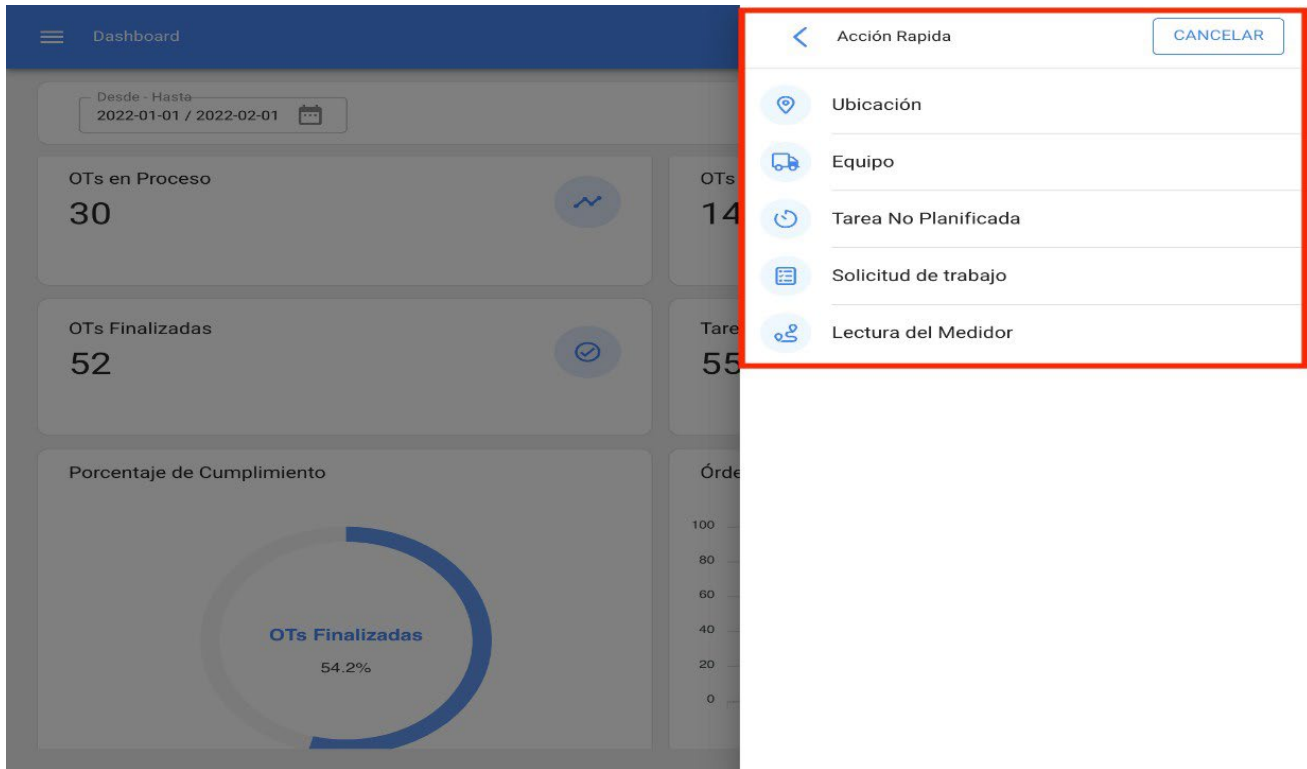 Dashboard
Desde - Hasta
2022-01-01 / 2022-02-01
OTs en Proceso
30
OTs
14
OTs Finalizadas
52
Tare
55
Porcentaje de Cumplimiento
OTs Finalizadas
54.2%
Órde
100
80
60
40
20
0
Acción Rapida
CANCELAR
Ubicación
Equipo
Tarea No Planificada
Solicitud de trabajo
Lectura del Medidor